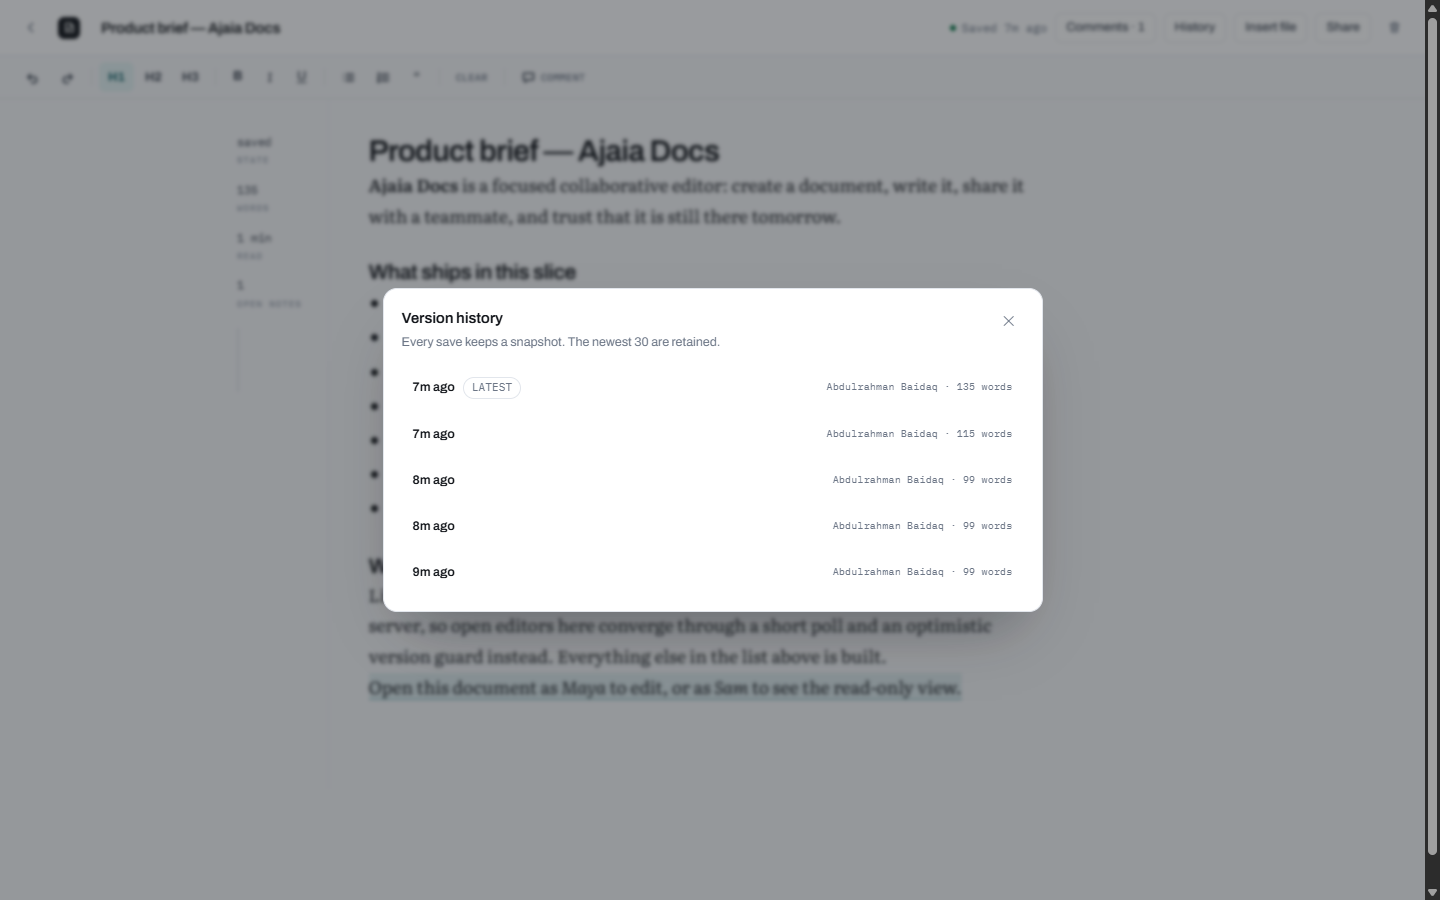 Product brief — Ajaia Docs
Saved 7m ago
Comments · 1
History
Insert file
Share
H1
H2
H3
B
I
U
CLEAR
COMMENT
saved
STATE
135
WORDS
1 min
READ
1
OPEN NOTES
Product brief — Ajaia Docs
Ajaia Docs is a focused collaborative editor: create a document, write it, share it
with a teammate, and trust that it is still there tomorrow.
What ships in this slice
Version history
Every save keeps a snapshot. The newest 30 are retained.
7m ago LATEST Abdulrahman Baidaq · 135 words
7m ago Abdulrahman Baidaq · 115 words
8m ago Abdulrahman Baidaq · 99 words
8m ago Abdulrahman Baidaq · 99 words
9m ago Abdulrahman Baidaq · 99 words
server, so open editors here converge through a short poll and an optimistic
version guard instead. Everything else in the list above is built.
Open this document as Maya to edit, or as Sam to see the read-only view.